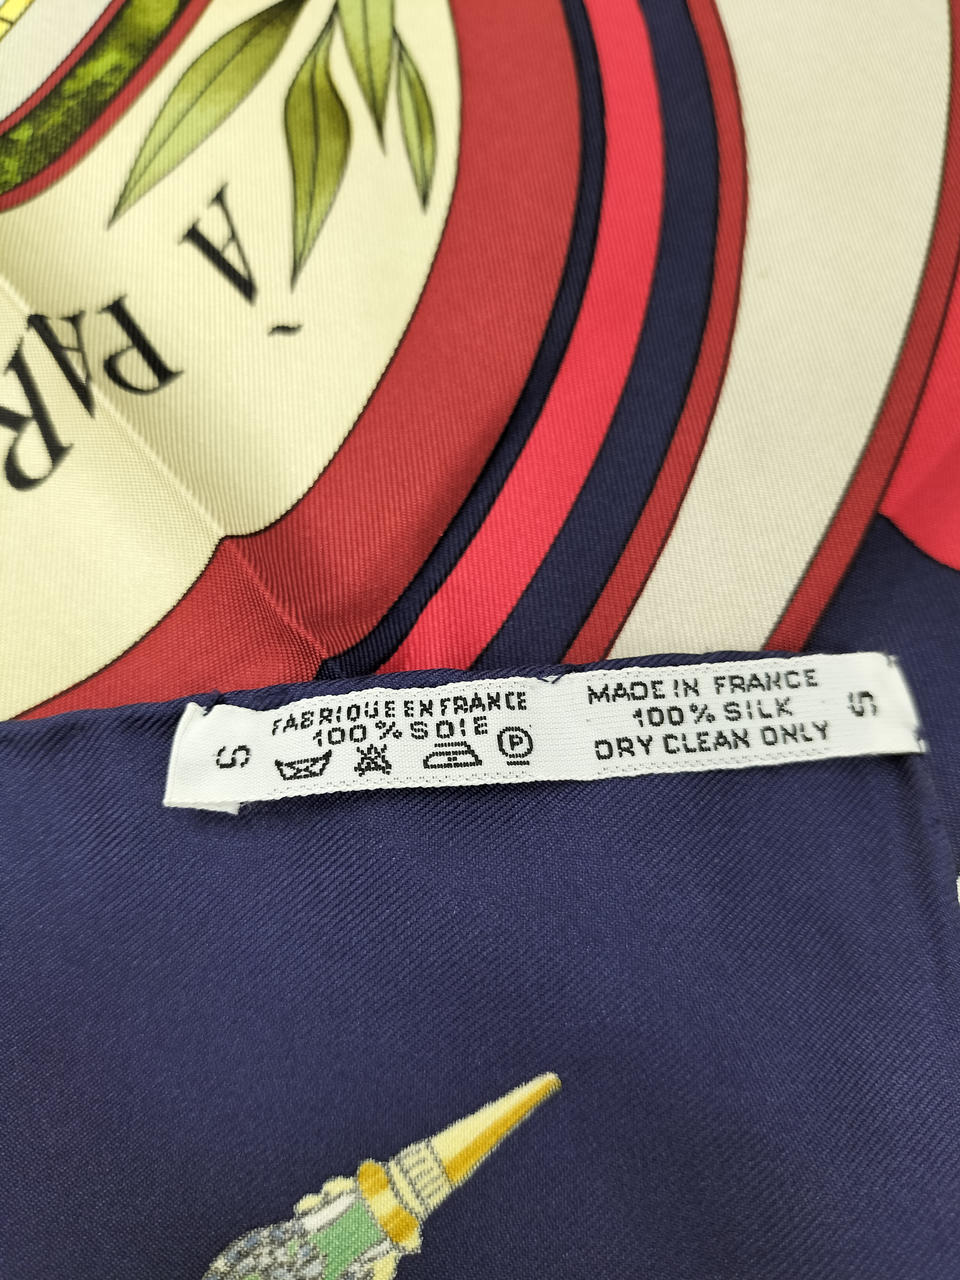 À PAR
S
FABRIQUE EN FRANCE
100 % SOIE
P
MADE IN FRANCE
100 % SILK
DRY CLEAN ONLY
S